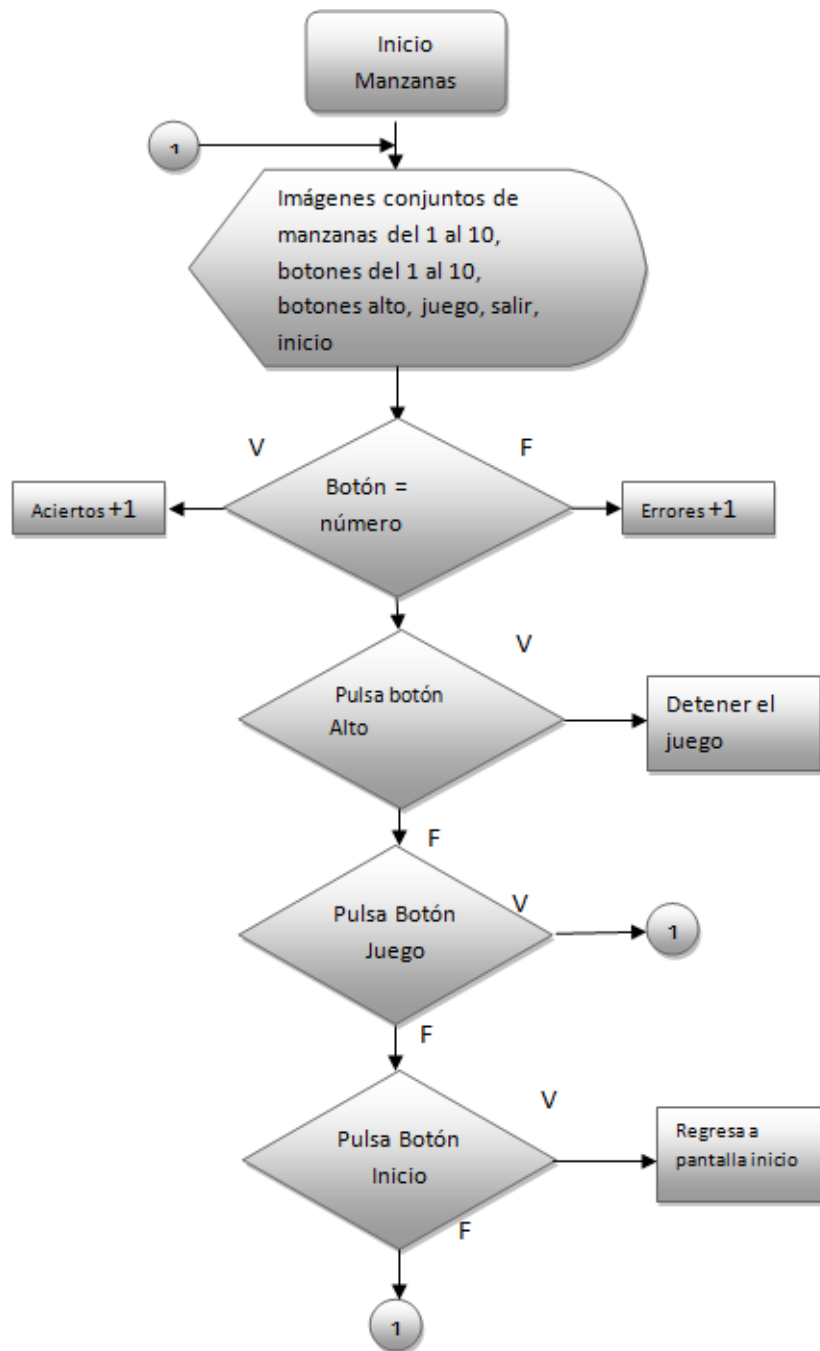 Inicio
Manzanas
1
Imágenes conjuntos de
manzanas del 1 al 10,
botones del 1 al 10,
botones alto, juego, salir,
inicio
V
F
Botón =
número
Aciertos +1
Errores +1
V
Pulsa botón
Alto
Detener el
juego
F
Pulsa Botón
Juego
V
1
F
Pulsa Botón
Inicio
V
Regresa a
pantalla inicio
F
1